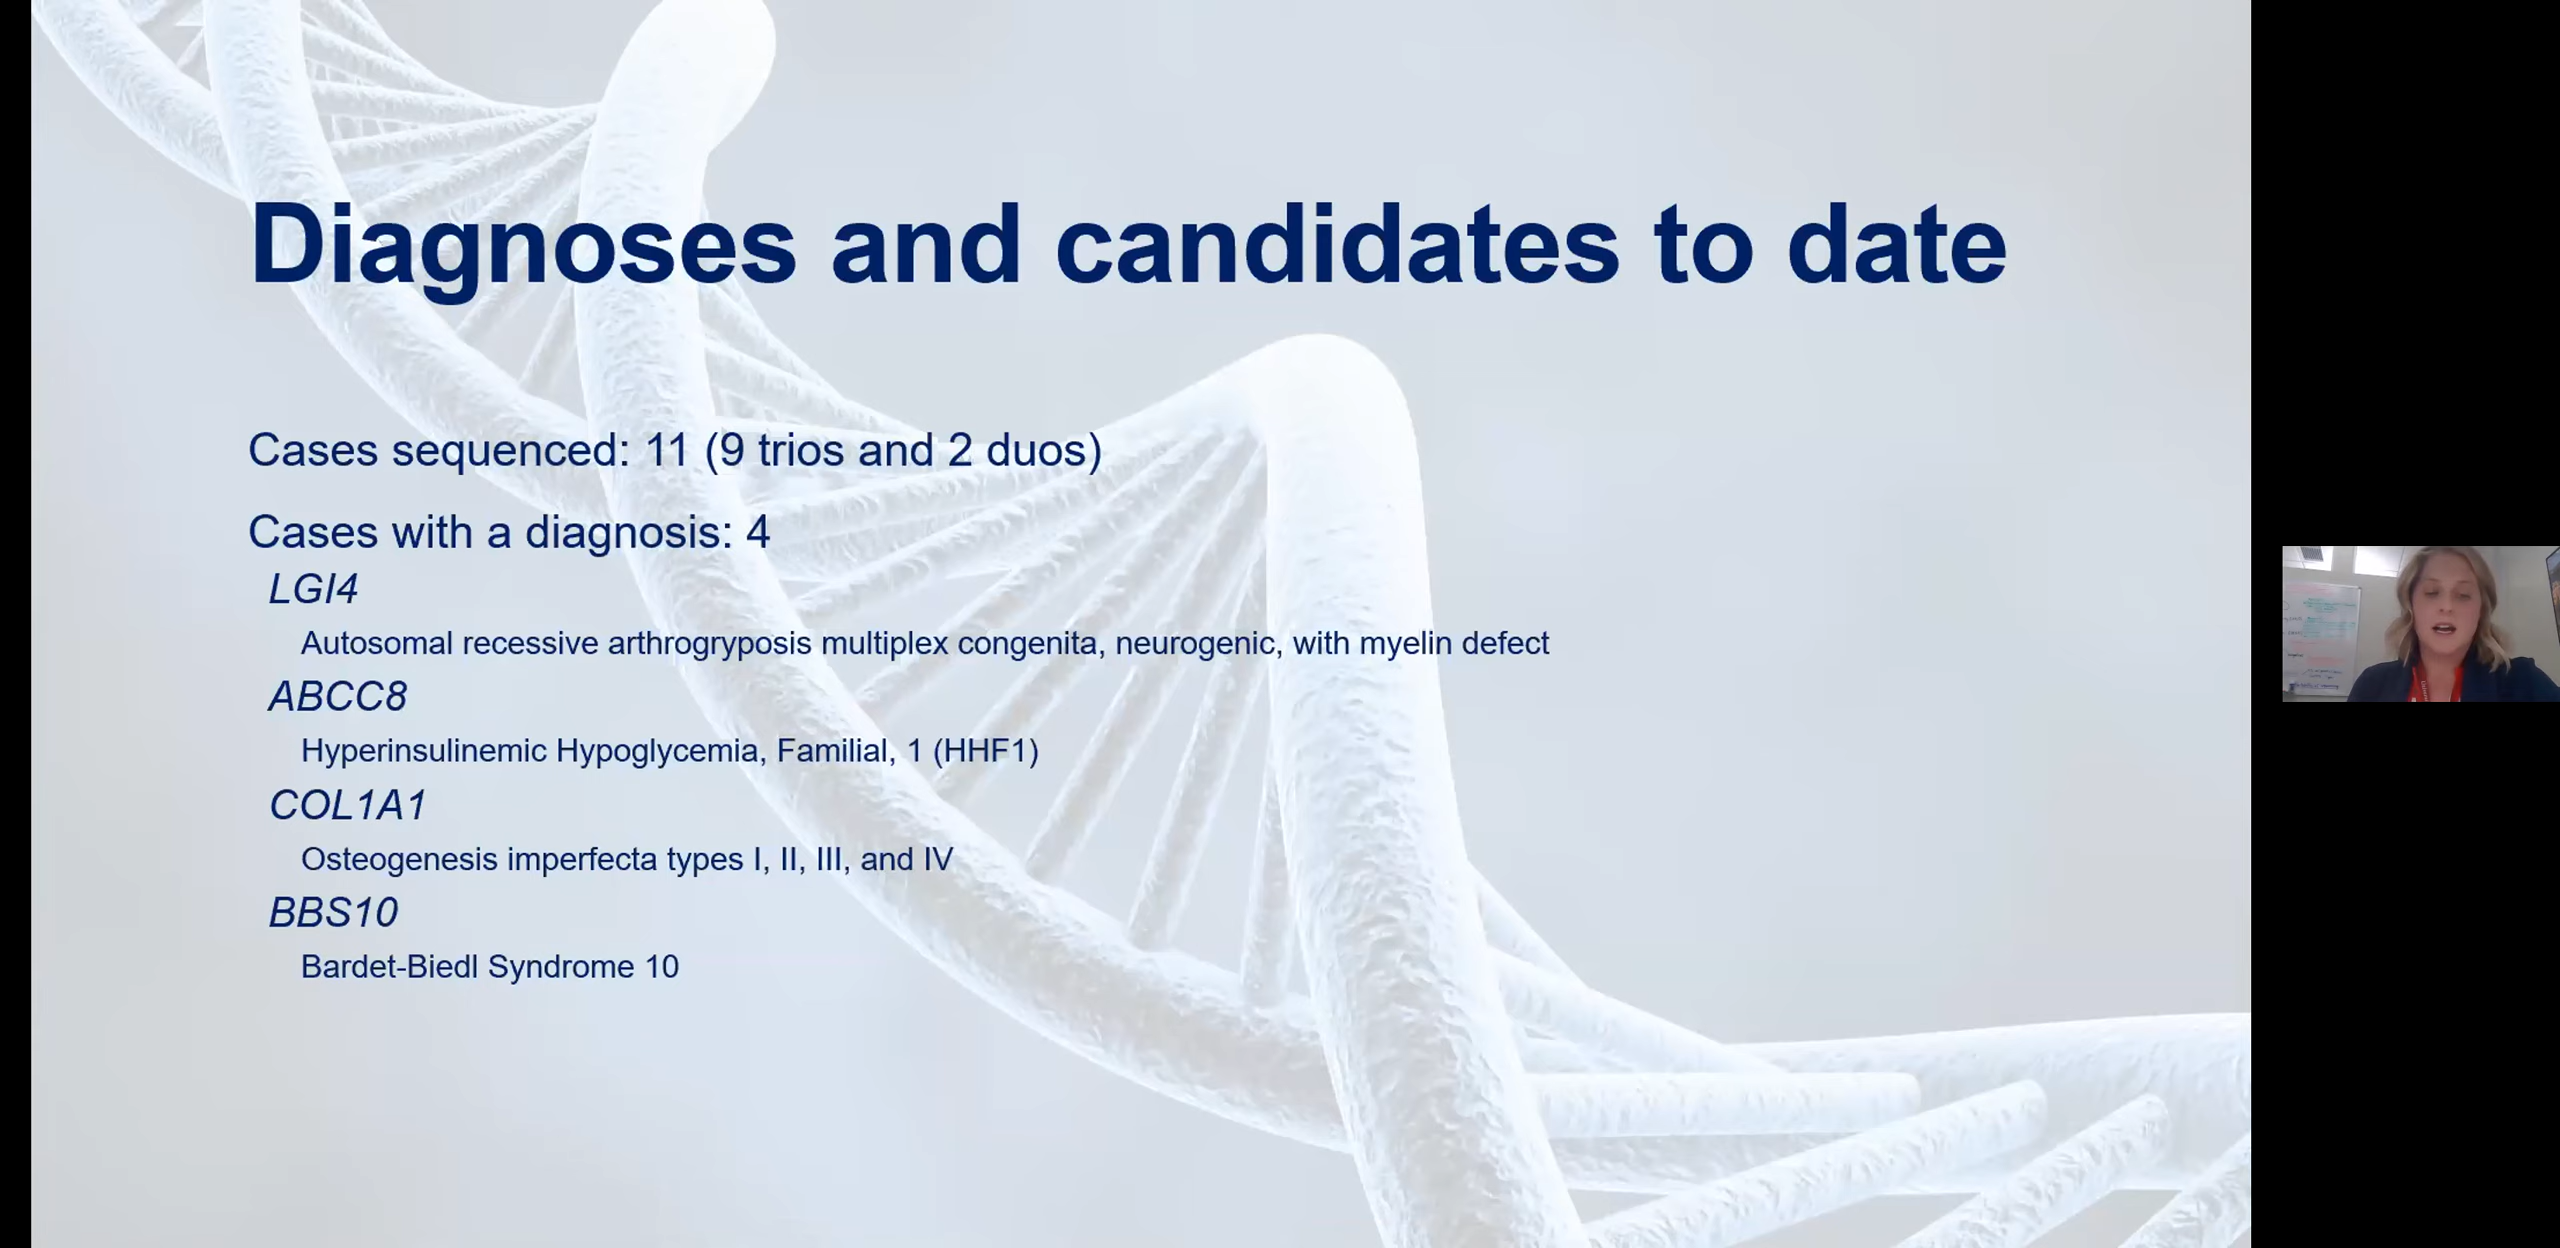 Diagnoses and candidates to date
Cases sequenced: 11 (9 trios and 2 duos)
Cases with a diagnosis: 4
LGI4
Autosomal recessive arthrogryposis multiplex congenita, neurogenic, with myelin defect
ABCC8
Hyperinsulinemic Hypoglycemia, Familial, 1 (HHF1)
COL1A1
Osteogenesis imperfecta types I, II, III, and IV
BBS10
Bardet-Biedl Syndrome 10